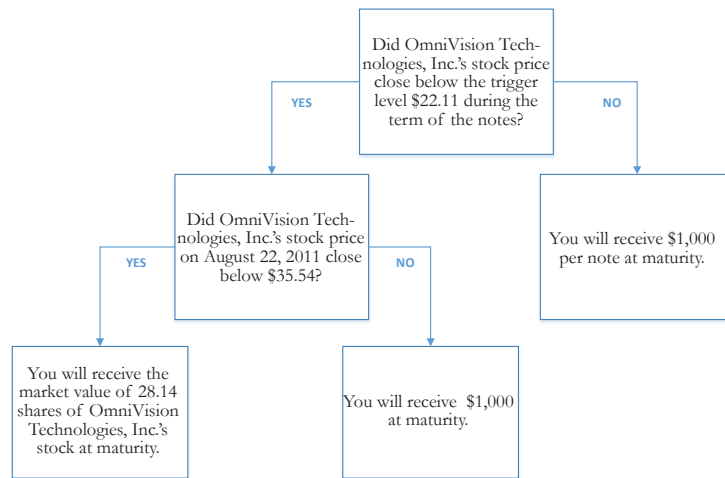 Did OmniVision Tech-
nologies, Inc.'s stock price
close below the trigger
level $22.11 during the
term of the notes?
YES
NO
Did OmniVision Tech-
nologies, Inc.'s stock price
on August 22, 2011 close
below $35.54?
You will receive $1,000
per note at maturity.
YES
NO
You will receive the
market value of 28.14
shares of OmniVision
Technologies, Inc.'s
stock at maturity.
You will receive $1,000
at maturity.